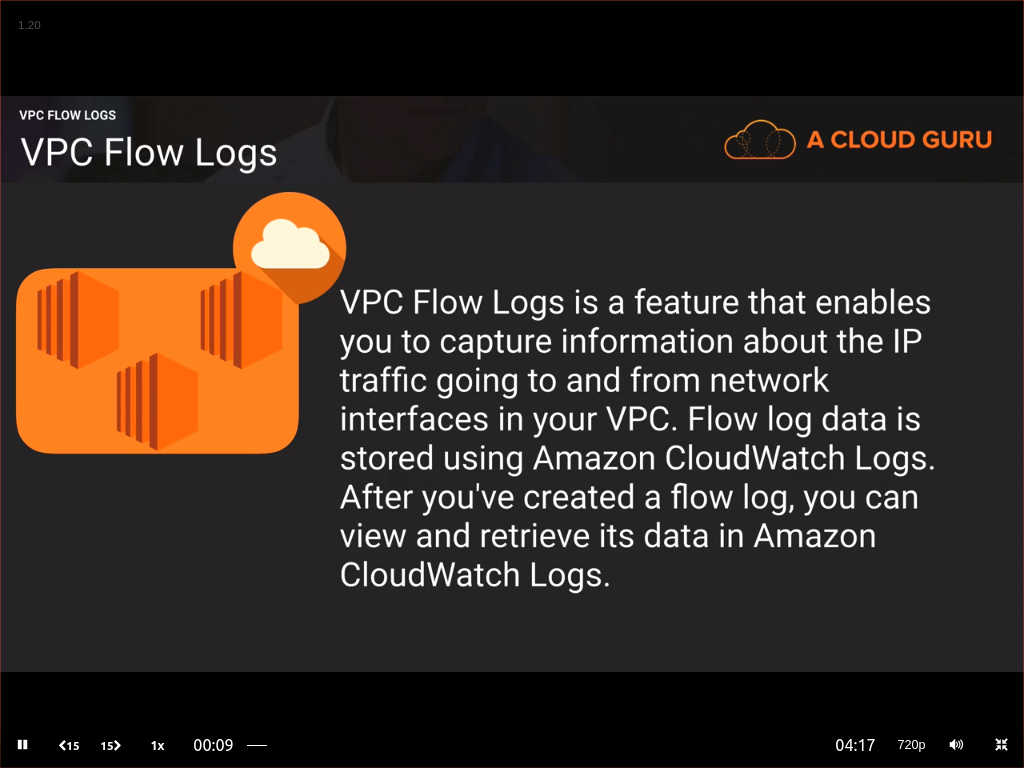 1.20
VPC FLOW LOGS
VPC Flow Logs
A CLOUD GURU
VPC Flow Logs is a feature that enables
you to capture information about the IP
traffic going to and from network
interfaces in your VPC. Flow log data is
stored using Amazon CloudWatch Logs.
After you've created a flow log, you can
view and retrieve its data in Amazon
CloudWatch Logs.
15 15 1x 00:09 04:17 720p